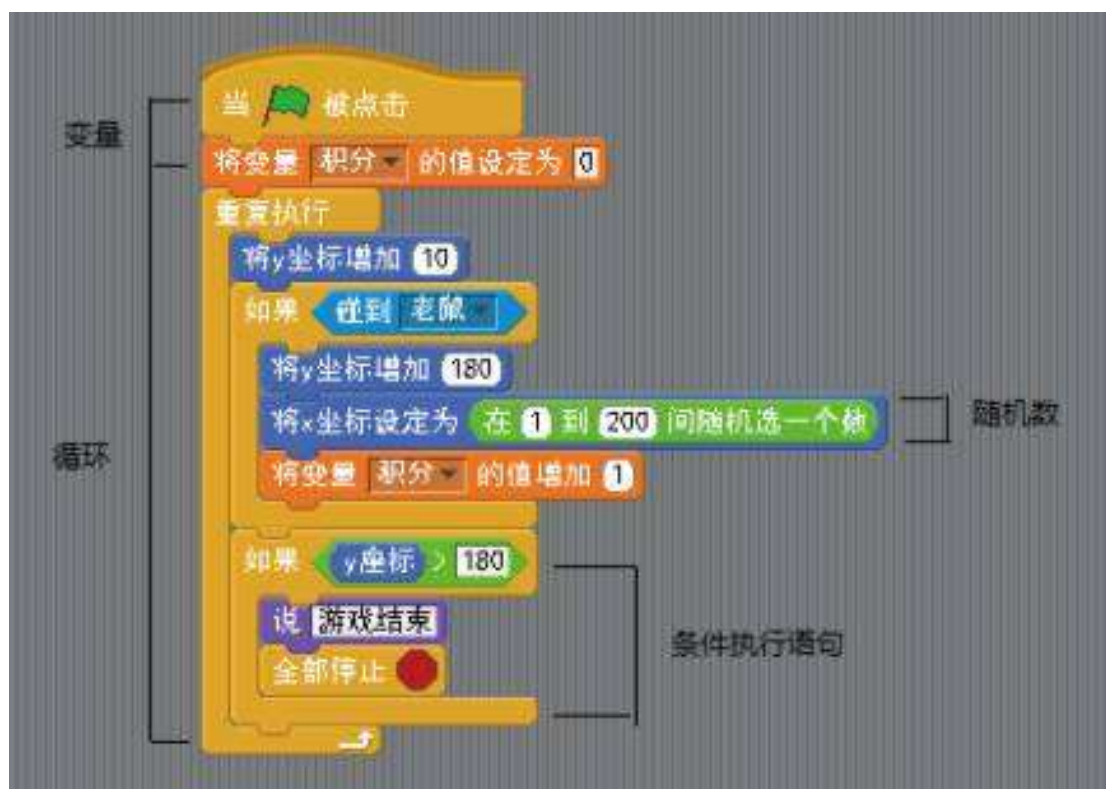 当 被点击
变量
将变量 积分 的值设定为 0
重复执行
将y坐标增加 10
如果 碰到 老鼠
将y坐标增加 180
将x坐标设定为 在 1 到 200 间随机选一个数
随机数
将变量 积分 的值增加 1
循环
如果 y座标 > 180
说 游戏结束
条件执行语句
全部停止